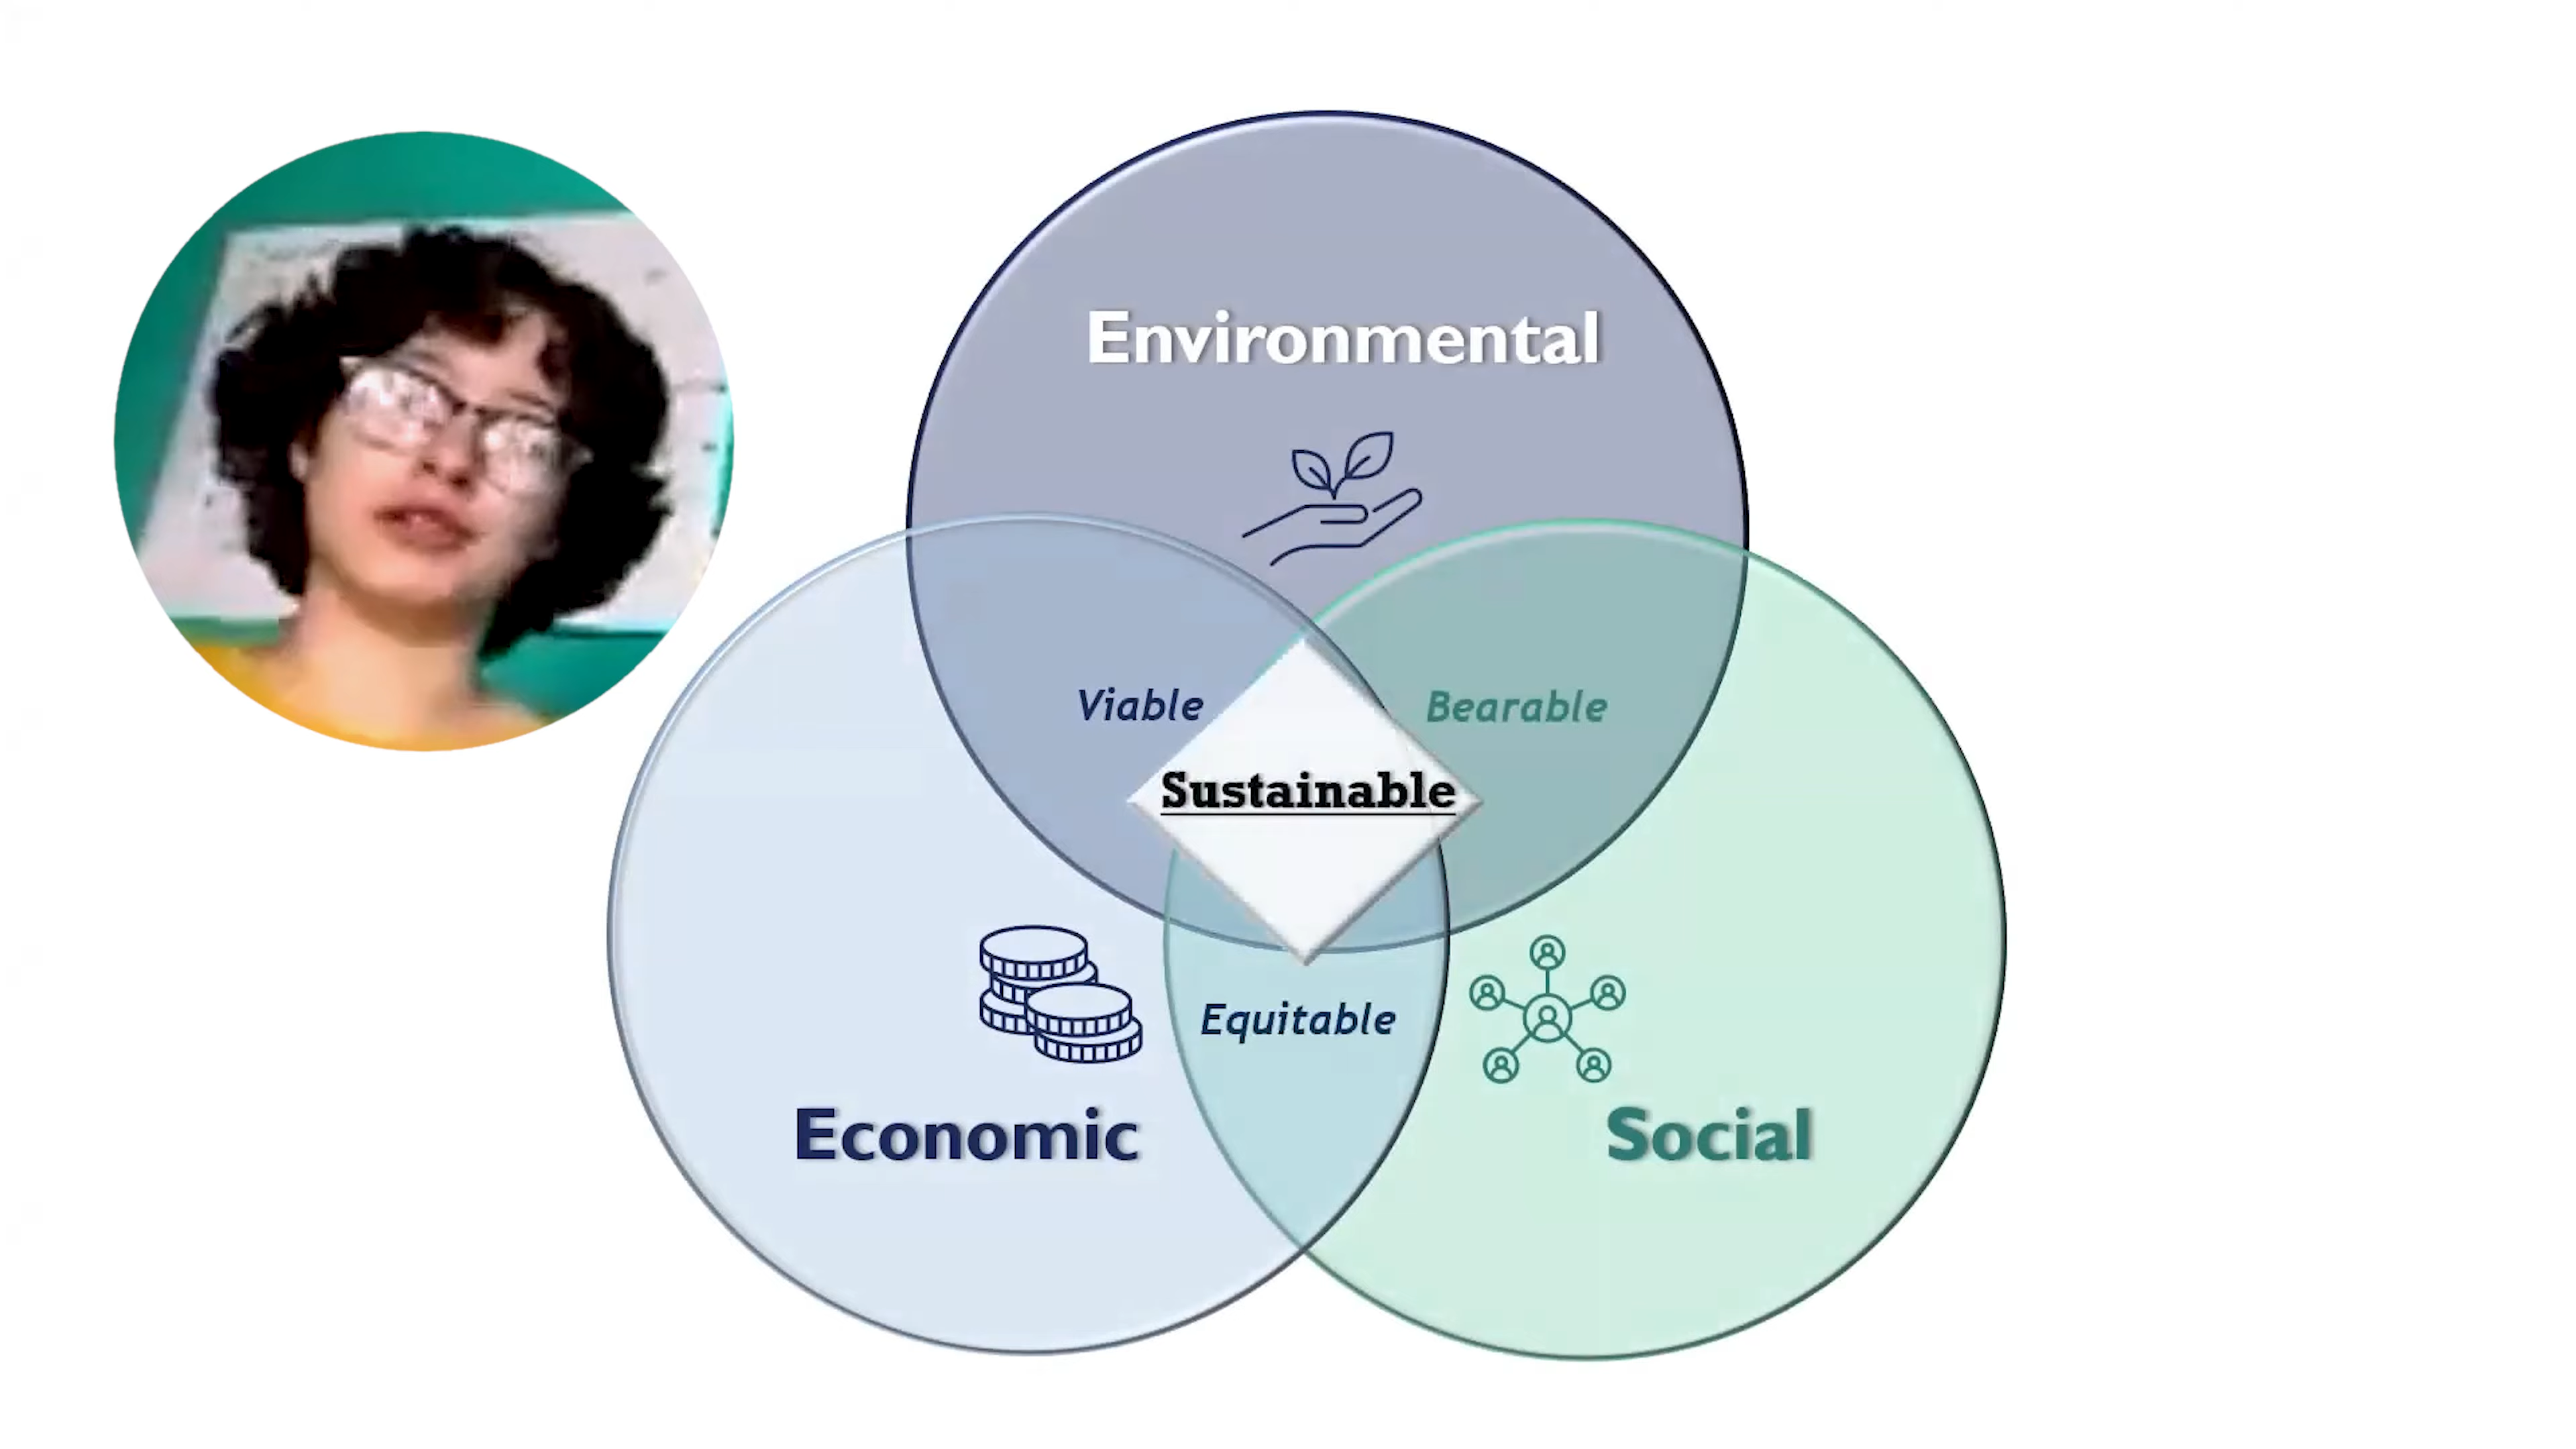 Environmental
Viable
Bearable
Sustainable
Equitable
Economic
Social